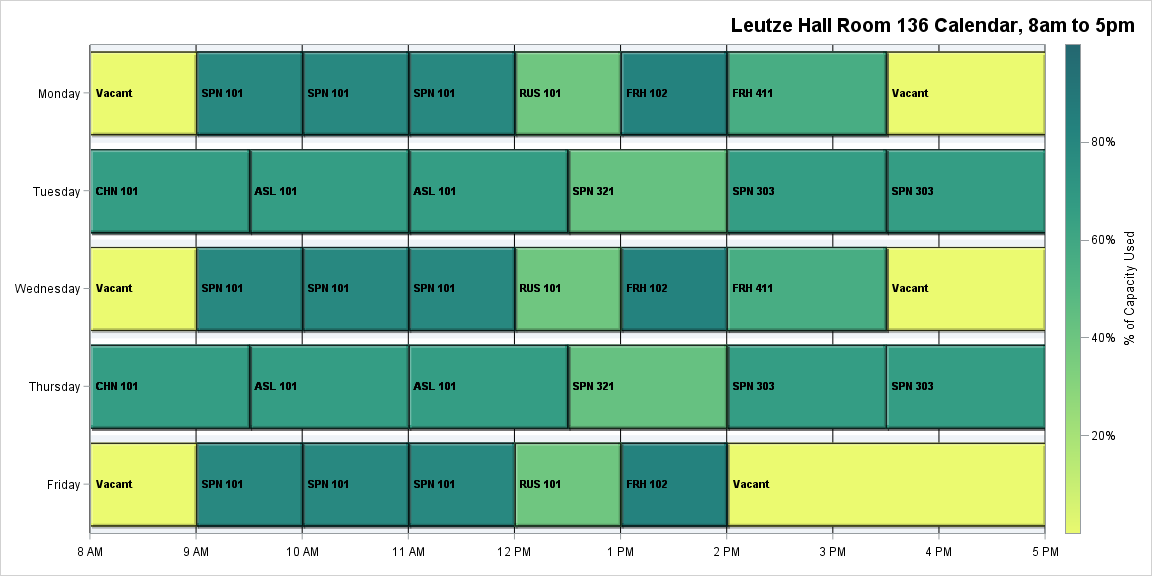 Leutze Hall Room 136 Calendar, 8am to 5pm
Monday
Vacant
SPN 101
SPN 101
SPN 101
RUS 101
FRH 102
FRH 411
Vacant
Tuesday
CHN 101
ASL 101
ASL 101
SPN 321
SPN 303
SPN 303
Wednesday
Vacant
SPN 101
SPN 101
SPN 101
RUS 101
FRH 102
FRH 411
Vacant
Thursday
CHN 101
ASL 101
ASL 101
SPN 321
SPN 303
SPN 303
Friday
Vacant
SPN 101
SPN 101
SPN 101
RUS 101
FRH 102
Vacant
8 AM
9 AM
10 AM
11 AM
12 PM
1 PM
2 PM
3 PM
4 PM
5 PM
80%
60%
40%
20%
% of Capacity Used